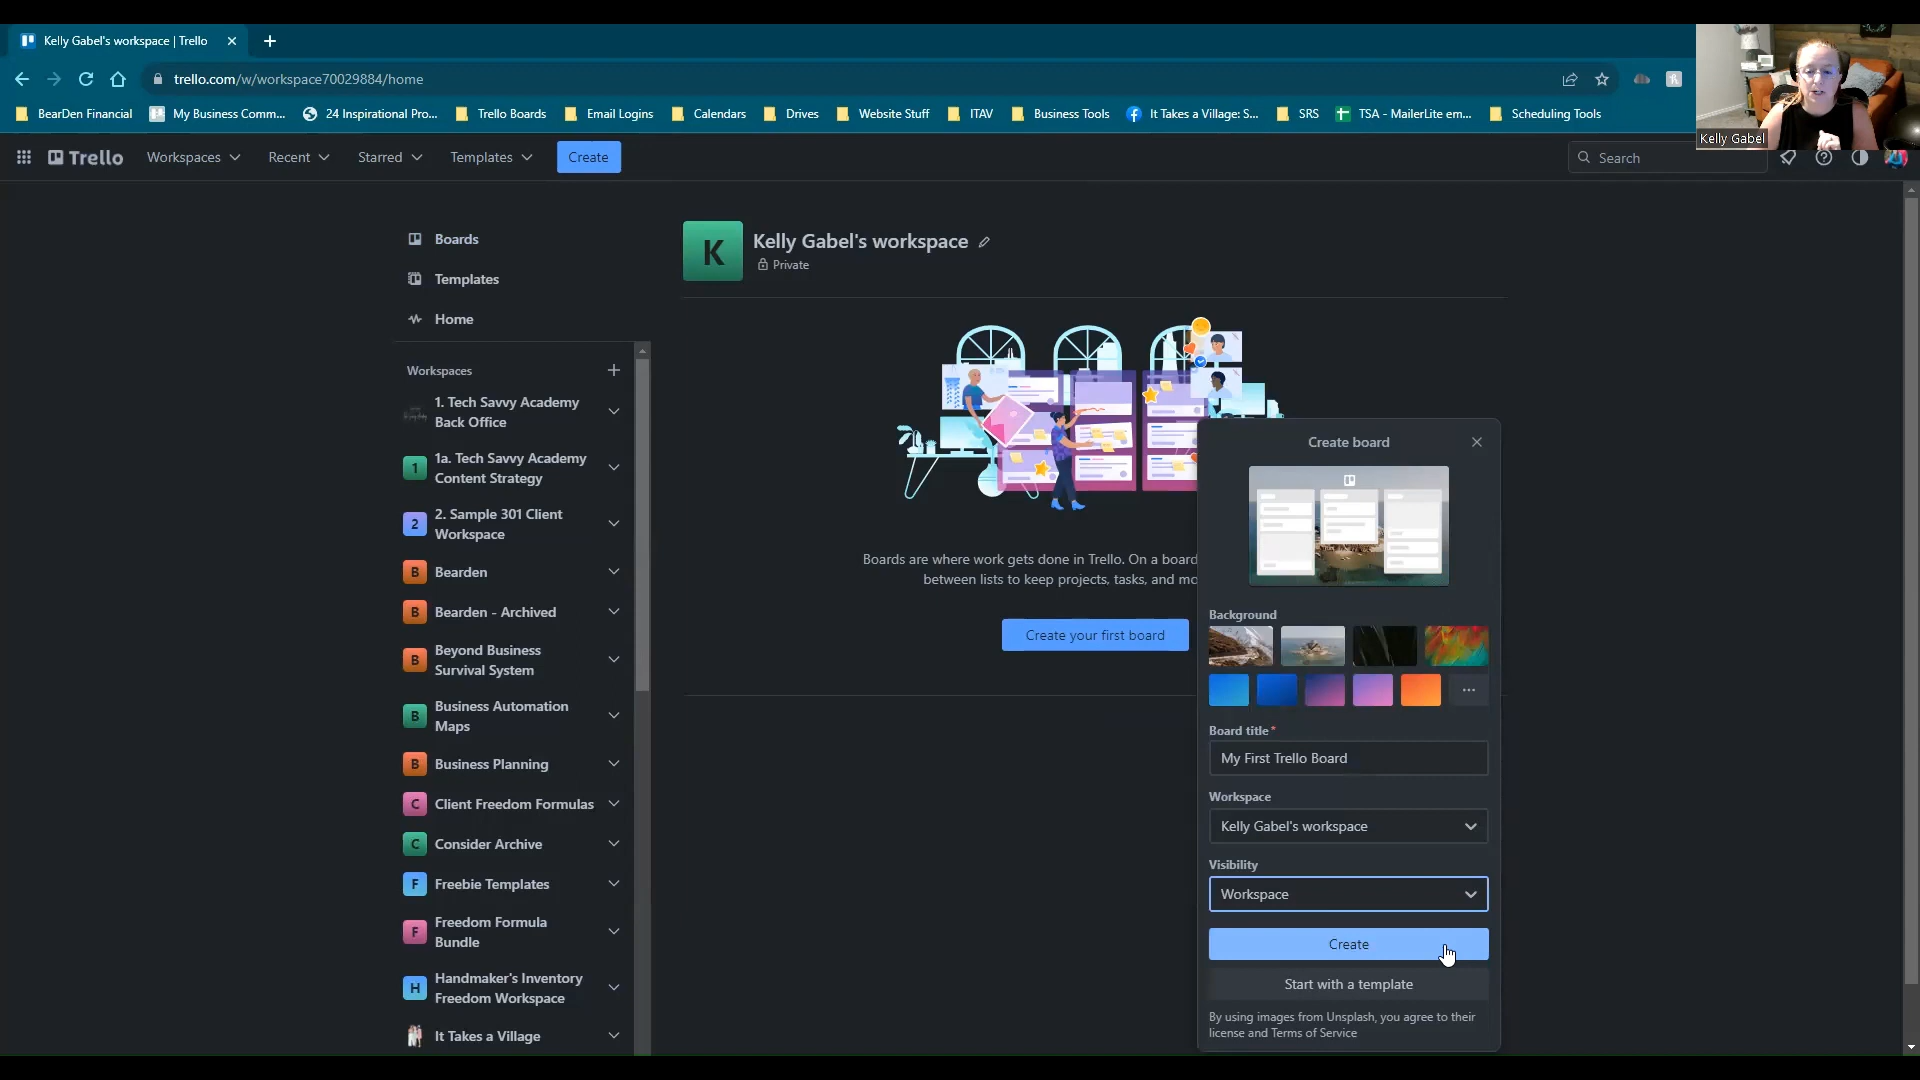 Kelly Gabel's workspace | Trello
trello.com/w/workspace70029884/home
BearDen Financial
My Business Comm...
24 Inspirational Pro...
Trello Boards
Email Logins
Calendars
Drives
Website Stuff
ITAV
Business Tools
It Takes a Village: S...
SRS
TSA - MailerLite em...
Scheduling Tools
Kelly Gabel
Trello
Workspaces
Recent
Starred
Templates
Create
Search
Boards
Templates
Home
Workspaces
1. Tech Savvy Academy
Back Office
1
1a. Tech Savvy Academy
Content Strategy
2
2. Sample 301 Client
Workspace
B
Bearden
B
Bearden - Archived
B
Beyond Business
Survival System
B
Business Automation
Maps
B
Business Planning
C
Client Freedom Formulas
C
Consider Archive
F
Freebie Templates
F
Freedom Formula
Bundle
H
Handmaker's Inventory
Freedom Workspace
It Takes a Village
K
Kelly Gabel's workspace
Private
Boards are where work gets done in Trello. On a board
between lists to keep projects, tasks, and mo
Create your first board
Create board
Background
Board title*
My First Trello Board
Workspace
Kelly Gabel's workspace
Visibility
Workspace
Create
Start with a template
By using images from Unsplash, you agree to their
license and Terms of Service